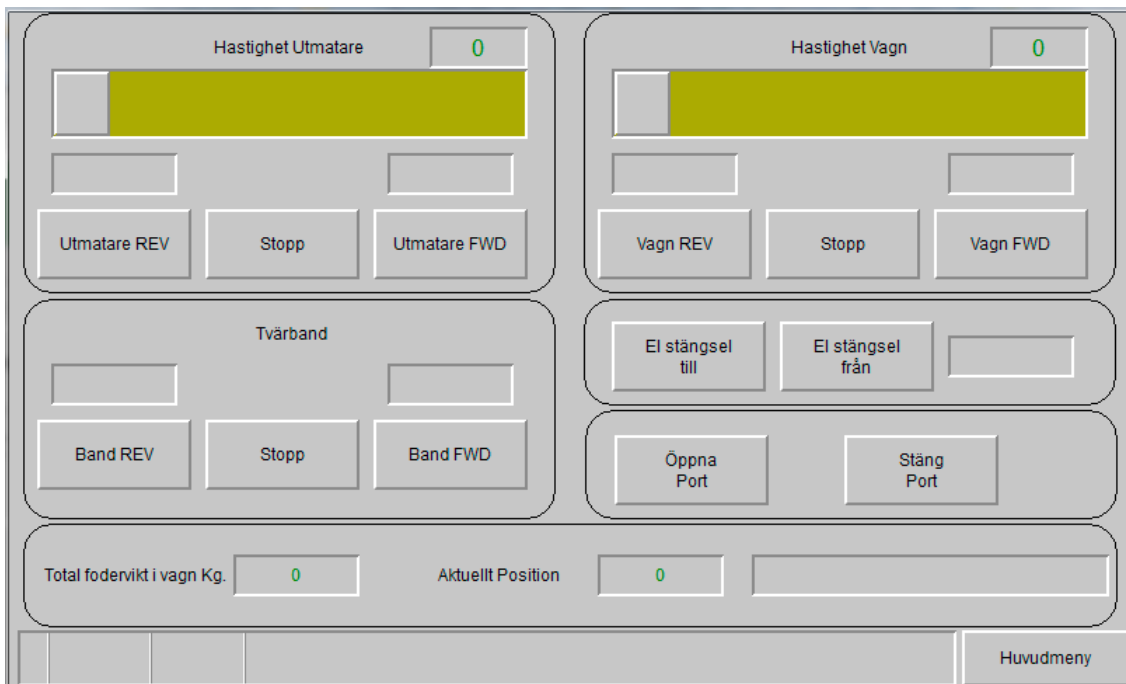 Hastighet Utmatare
0
Utmatare REV
Stopp
Utmatare FWD
Hastighet Vagn
0
Vagn REV
Stopp
Vagn FWD
Tvärband
Band REV
Stopp
Band FWD
El stängsel
till
El stängsel
från
Öppna
Port
Stäng
Port
Total fodervikt i vagn Kg.
0
Aktuellt Position
0
Huvudmeny